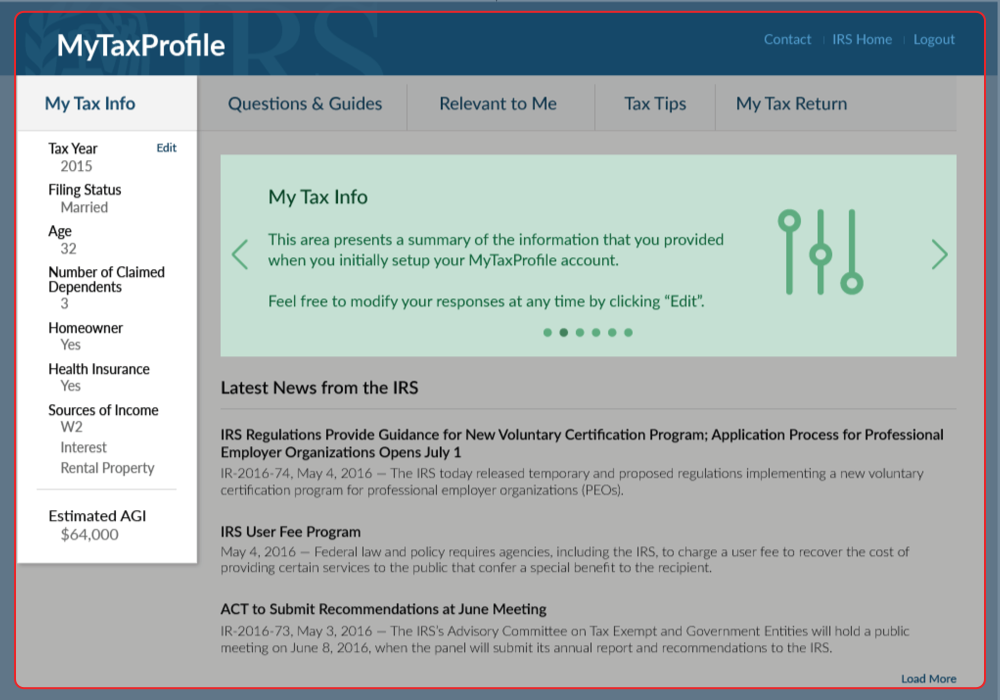 IRS
MyTaxProfile
Contact
IRS Home
Logout
My Tax Info
Questions & Guides
Relevant to Me
Tax Tips
My Tax Return
Tax Year
Edit
2015
Filing Status
Married
Age
32
Number of Claimed
Dependents
3
Homeowner
Yes
Health Insurance
Yes
Sources of Income
W2
Interest
Rental Property
Estimated AGI
$64,000
My Tax Info
This area presents a summary of the information that you provided
when you initially setup your MyTaxProfile account.
Feel free to modify your responses at any time by clicking “Edit”.
Latest News from the IRS
IRS Regulations Provide Guidance for New Voluntary Certification Program; Application Process for Professional
Employer Organizations Opens July 1
IR-2016-74, May 4, 2016 — The IRS today released temporary and proposed regulations implementing a new voluntary
certification program for professional employer organizations (PEOs).
IRS User Fee Program
May 4, 2016 — Federal law and policy requires agencies, including the IRS, to charge a user fee to recover the cost of
providing certain services to the public that confer a special benefit to the recipient.
ACT to Submit Recommendations at June Meeting
IR-2016-73, May 3, 2016 — The IRS’s Advisory Committee on Tax Exempt and Government Entities will hold a public
meeting on June 8, 2016, when the panel will submit its annual report and recommendations to the IRS.
Load More